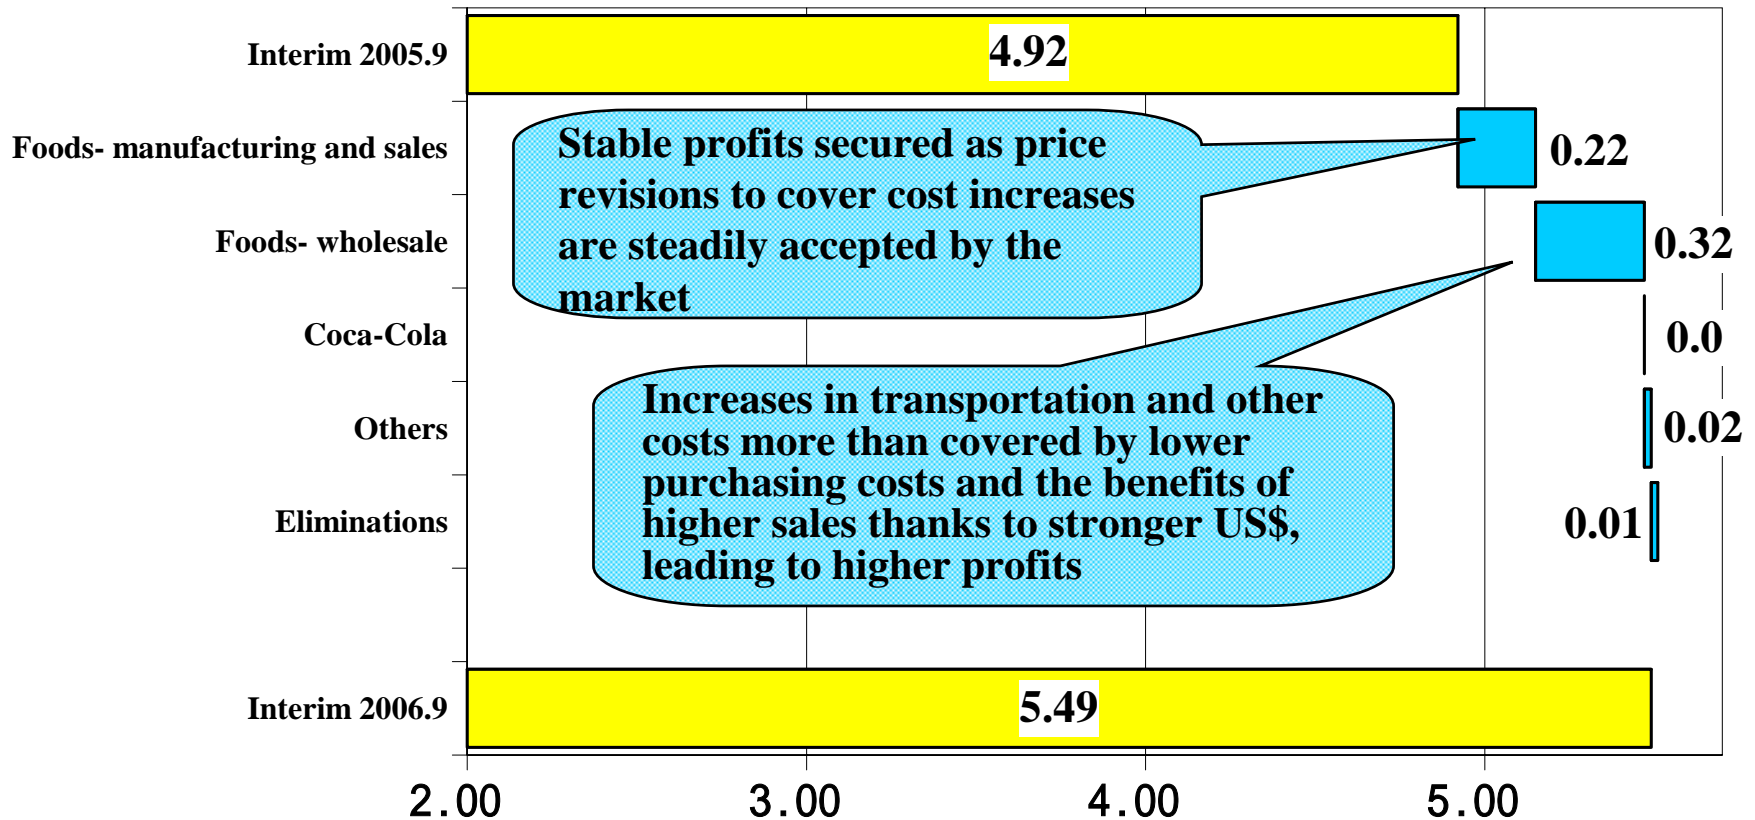 Interim 2005.9
4.92
Foods- manufacturing and sales
0.22
Stable profits secured as price
revisions to cover cost increases
are steadily accepted by the
market
Foods- wholesale
0.32
Coca-Cola
0.0
Others
0.02
Increases in transportation and other
costs more than covered by lower
purchasing costs and the benefits of
higher sales thanks to stronger US$,
leading to higher profits
Eliminations
0.01
Interim 2006.9
5.49
2.00 3.00 4.00 5.00